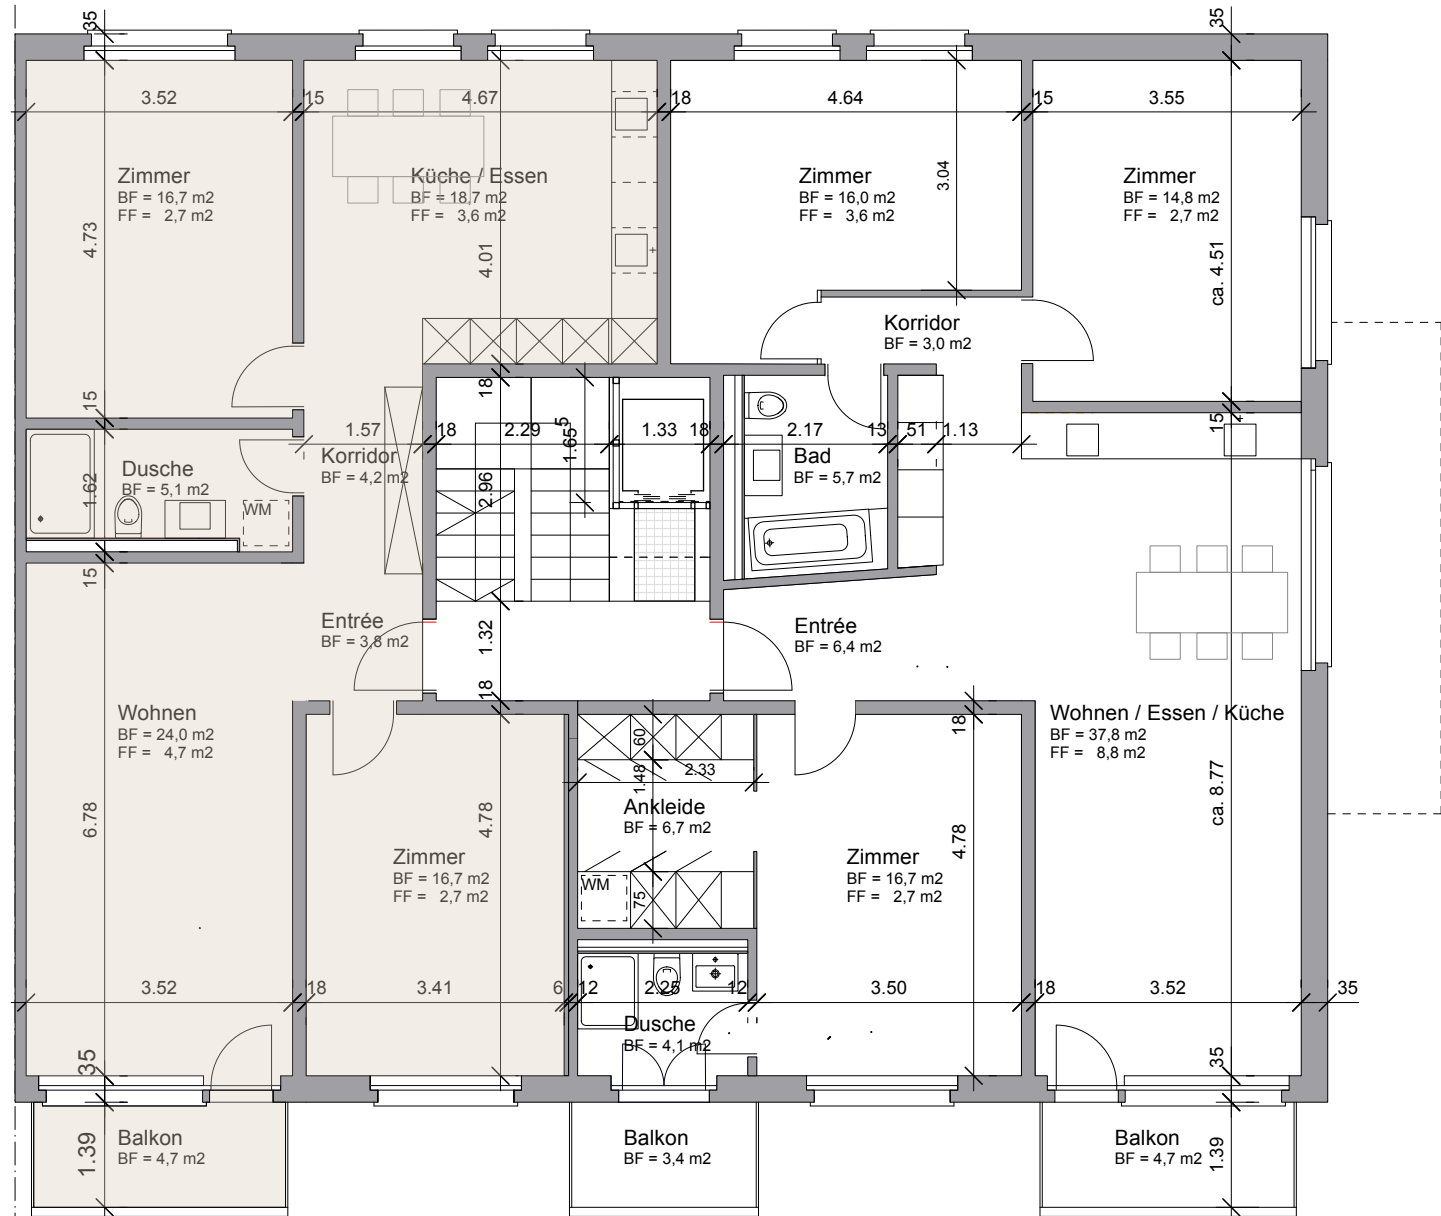 35
35
3.52
15
4.67
18
4.64
15
3.55
Zimmer
BF = 16,7 m2
FF = 2,7 m2
Küche / Essen
BF = 18,7 m2
FF = 3,6 m2
Zimmer
BF = 16,0 m2
FF = 3,6 m2
3.04
Zimmer
BF = 14,8 m2
FF = 2,7 m2
4.73
4.01
ca. 4.51
Korridor
BF = 3,0 m2
15
18
15
1.57
18
2.29
1.65 5
1.33
18
2.17
13
51
1.13
Dusche
BF = 5,1 m2
1.62
Korridor
BF = 4,2 m2
2.96
Bad
BF = 5,7 m2
WM
15
Entrée
BF = 3,8 m2
1.32
Entrée
BF = 6,4 m2
18
Wohnen
BF = 24,0 m2
FF = 4,7 m2
18
Wohnen / Essen / Küche
BF = 37,8 m2
FF = 8,8 m2
60
1.48
2.33
6.78
4.78
Ankleide
BF = 6,7 m2
4.78
ca. 8.77
Zimmer
BF = 16,7 m2
FF = 2,7 m2
WM
75
Zimmer
BF = 16,7 m2
FF = 2,7 m2
3.52
18
3.41
6
12
2.25
12
3.50
18
3.52
35
Dusche
BF = 4,1 m2
35
35
Balkon
BF = 4,7 m2
1.39
Balkon
BF = 3,4 m2
Balkon
BF = 4,7 m2
1.39